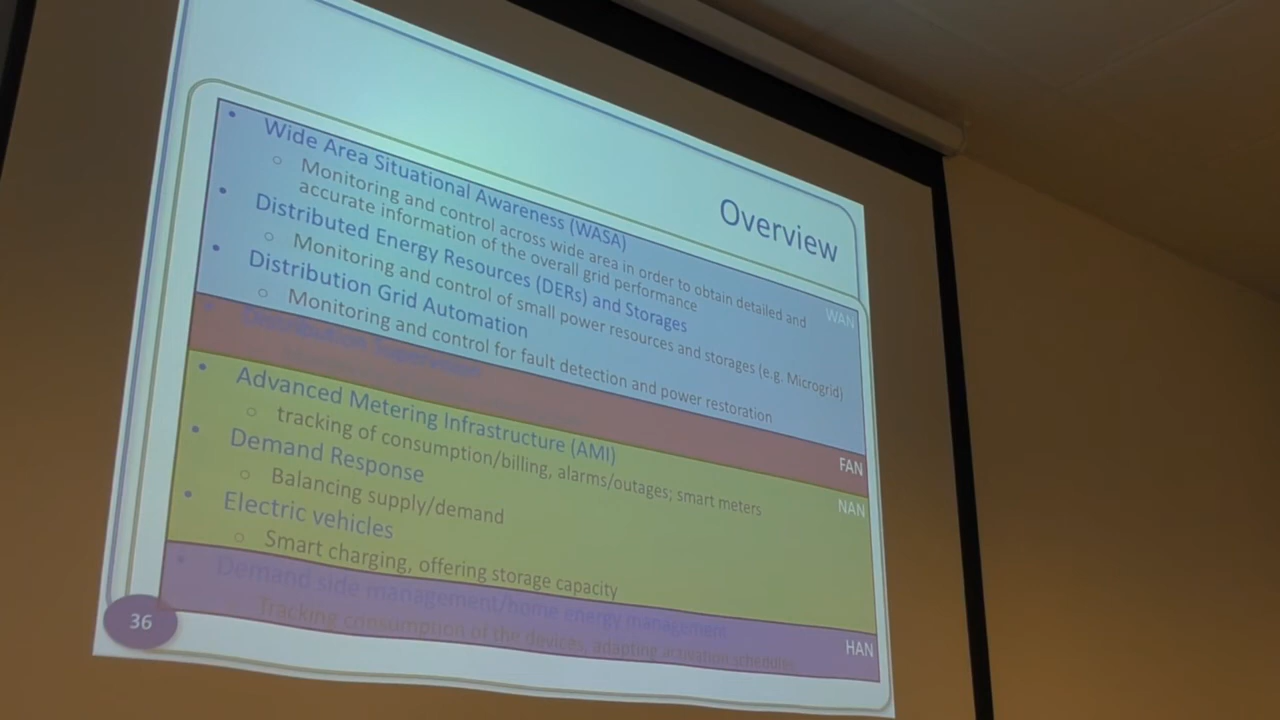 Overview
• Wide Area Situational Awareness (WASA)
○ Monitoring and control across wide area in order to obtain detailed and
accurate information of the overall grid performance
• Distributed Energy Resources (DERs) and Storages
○ Monitoring and control of small power resources and storages (e.g. Microgrid)
• Distribution Grid Automation
○ Monitoring and control for fault detection and power restoration
WAN
• Distribution
FAN
• Advanced Metering Infrastructure (AMI)
○ tracking of consumption/billing, alarms/outages; smart meters
• Demand Response
○ Balancing supply/demand
• Electric vehicles
○ Smart charging, offering storage capacity
NAN
• Demand side management/home energy management
Tracking consumption of the devices, adapting activation schedules
HAN
36